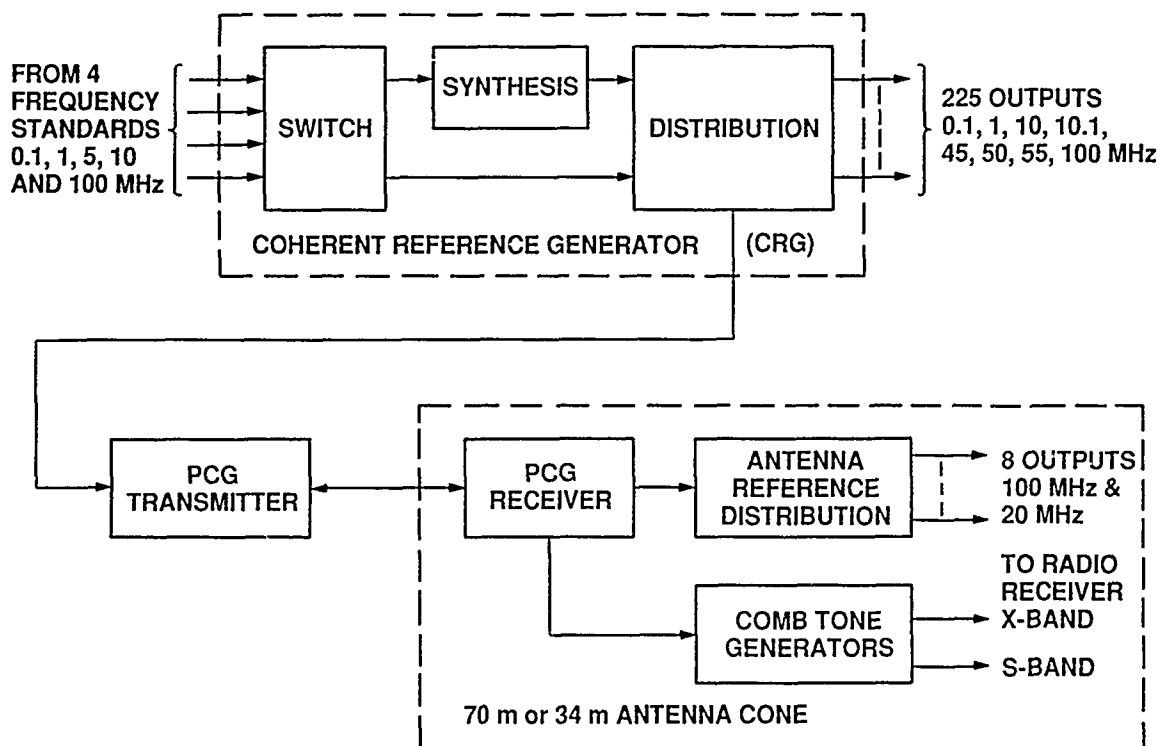 FROM 4
FREQUENCY
STANDARDS
0.1, 1, 5, 10
AND 100 MHz
SWITCH
SYNTHESIS
DISTRIBUTION
225 OUTPUTS
0.1, 1, 10, 10.1,
45, 50, 55, 100 MHz
COHERENT REFERENCE GENERATOR (CRG)
PCG
TRANSMITTER
PCG
RECEIVER
ANTENNA
REFERENCE
DISTRIBUTION
8 OUTPUTS
100 MHz &
20 MHz
COMB TONE
GENERATORS
TO RADIO
RECEIVER
X-BAND
S-BAND
70 m or 34 m ANTENNA CONE